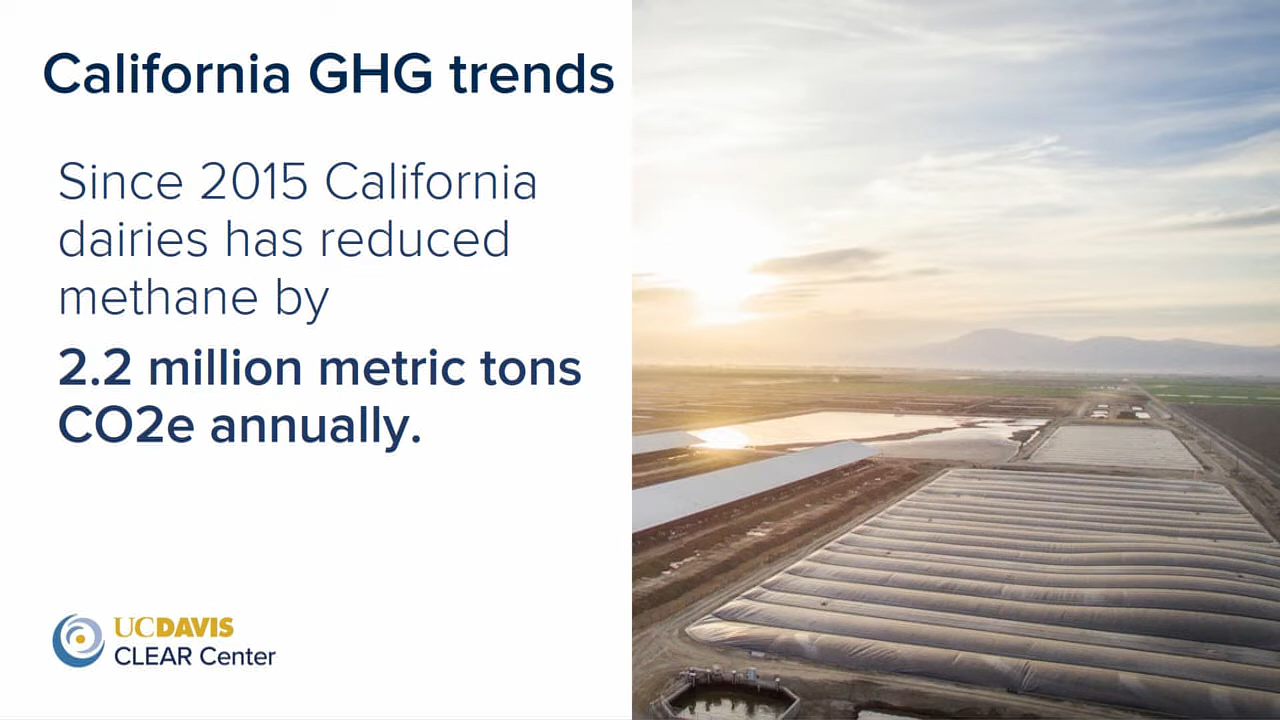 California GHG trends
Since 2015 California
dairies has reduced
methane by
2.2 million metric tons
CO2e annually.
UCDAVIS
CLEAR Center